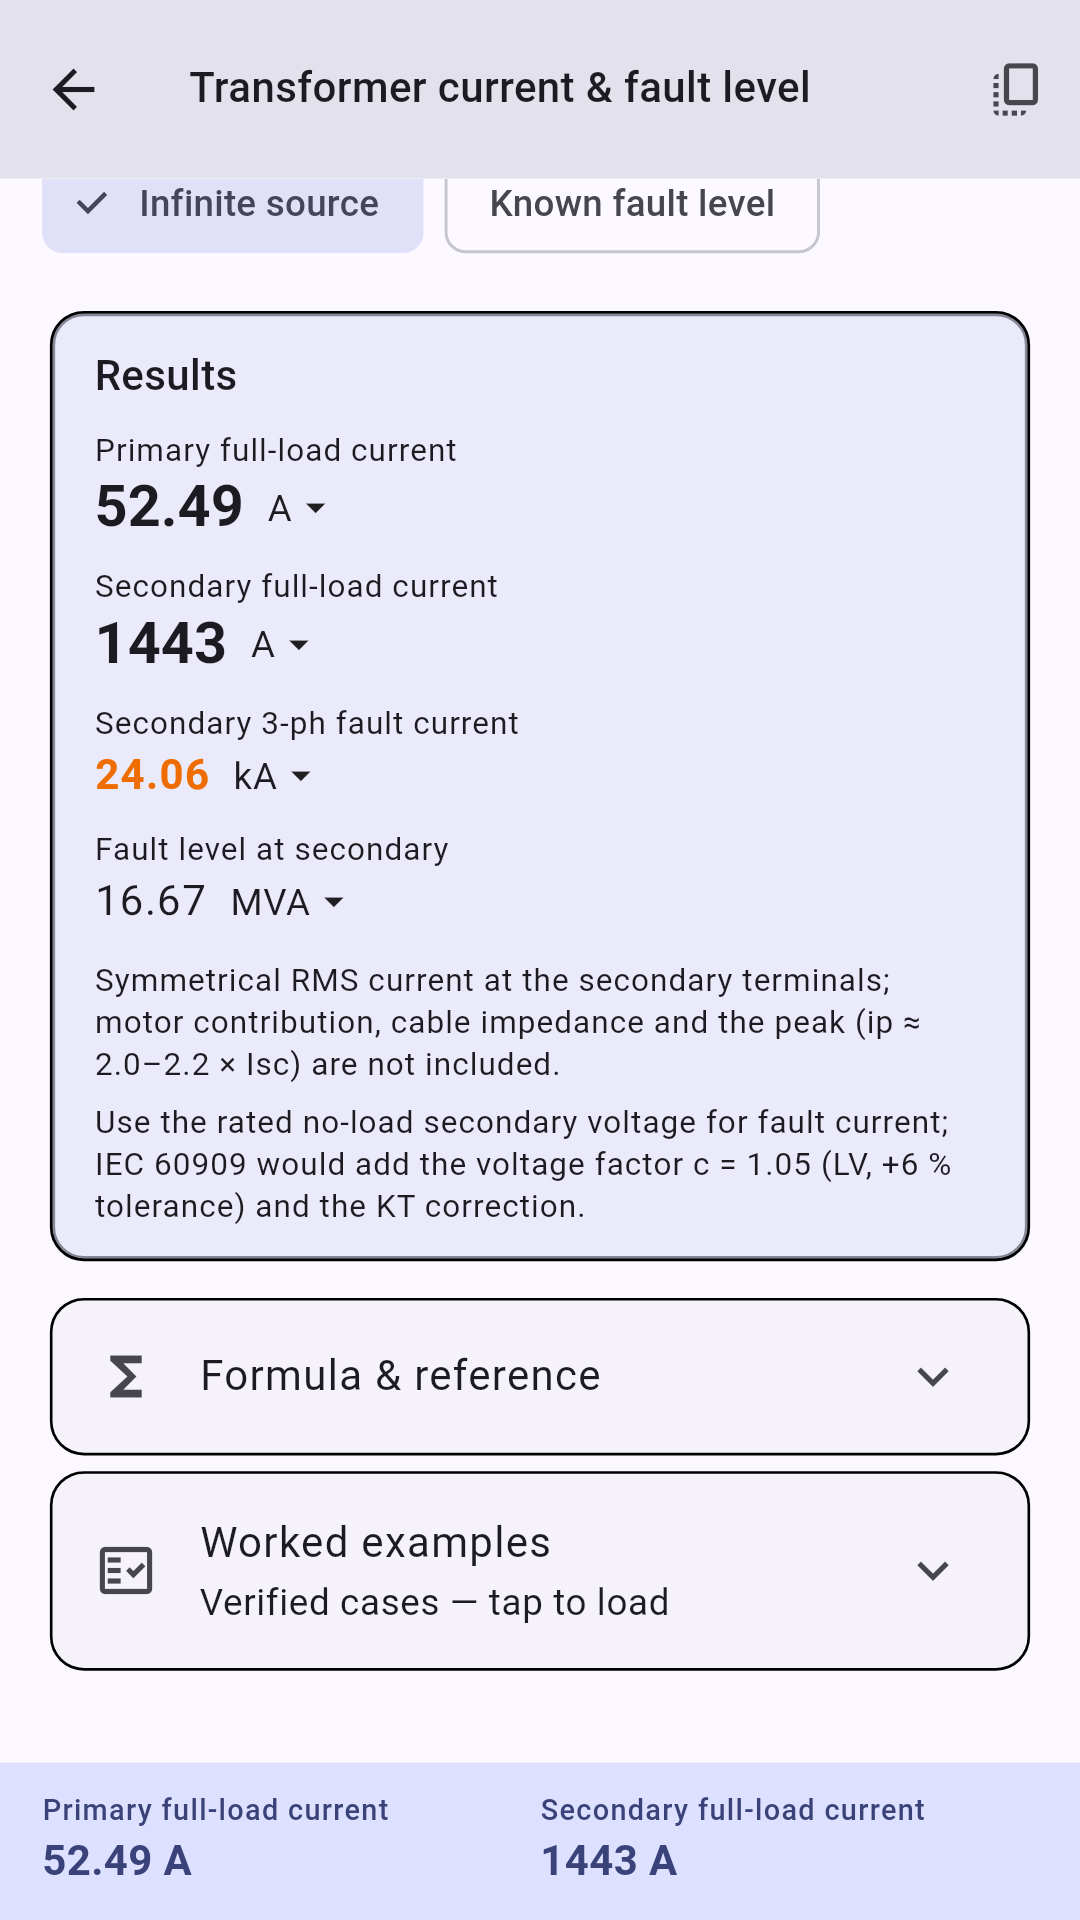 Transformer current & fault level
Infinite source
Known fault level
Results
Primary full-load current
52.49 A
Secondary full-load current
1443 A
Secondary 3-ph fault current
24.06 kA
Fault level at secondary
16.67 MVA
Symmetrical RMS current at the secondary terminals;
motor contribution, cable impedance and the peak (ip ≈
2.0–2.2 × Isc) are not included.
Use the rated no-load secondary voltage for fault current;
IEC 60909 would add the voltage factor c = 1.05 (LV, +6 %
tolerance) and the KT correction.
Formula & reference
Worked examples
Verified cases — tap to load
Primary full-load current
52.49 A
Secondary full-load current
1443 A